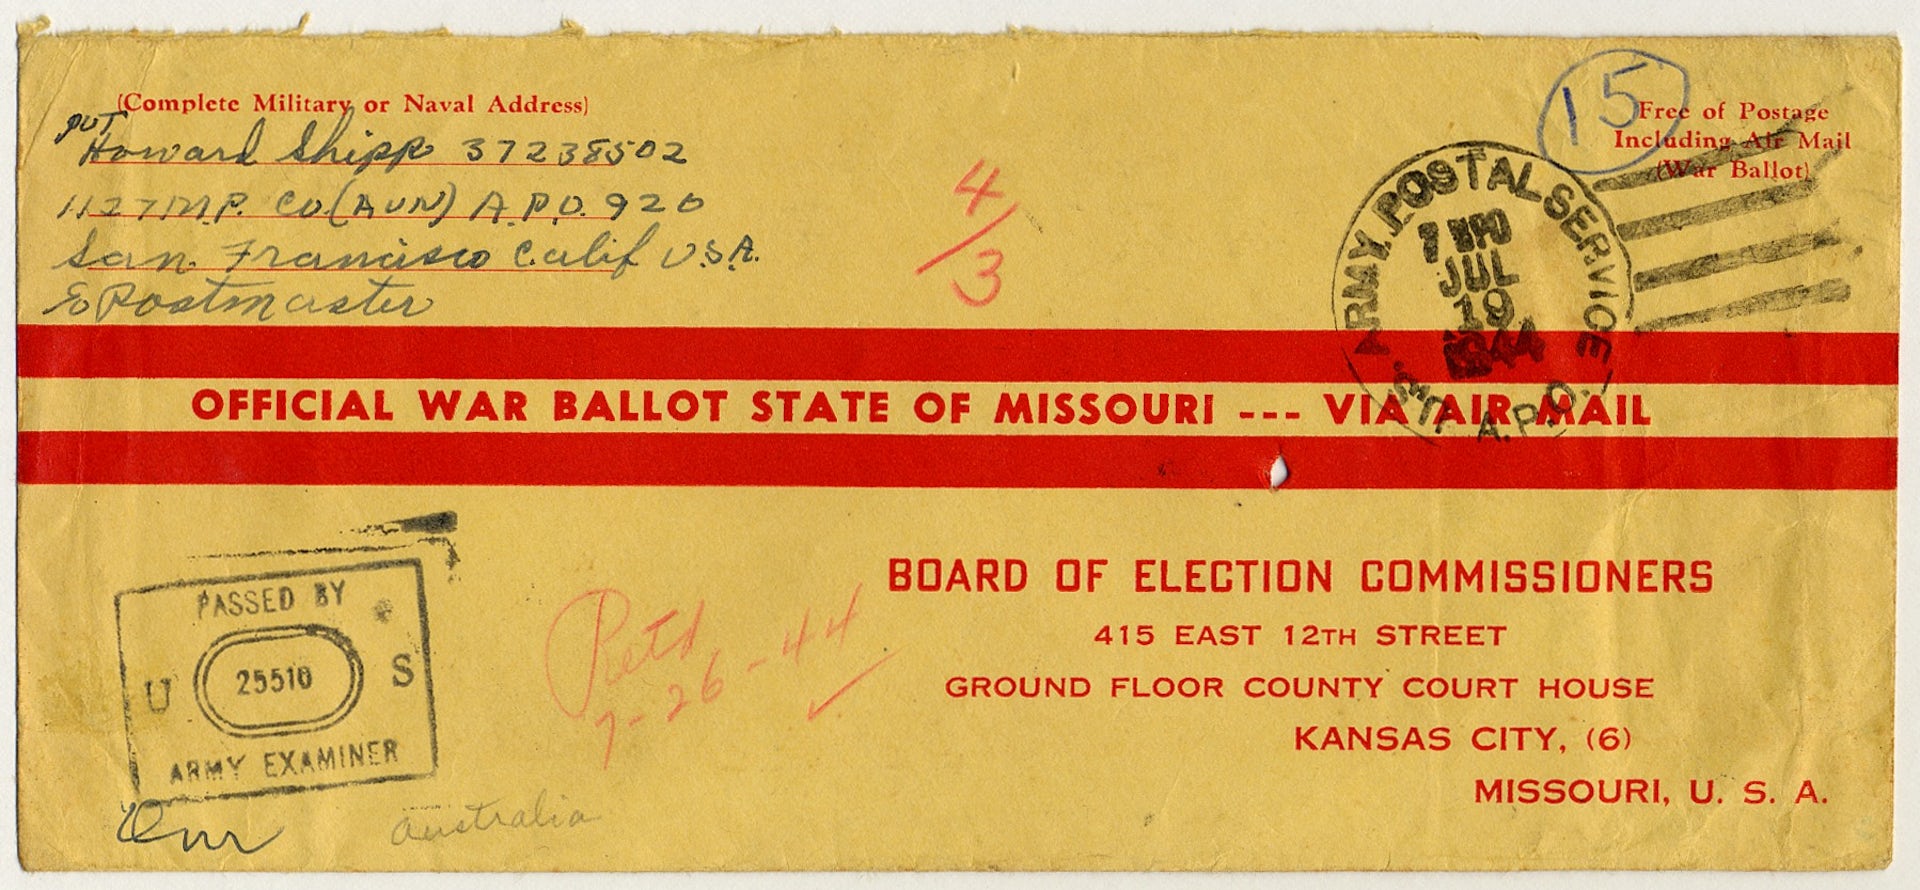 (Complete Military or Naval Address)
PVT
Howard Shipp 37238502
1127 M.P. Co (AVN) A.P.O. 920
San. Francisco Calif U.S.A.
c/o Postmaster
4/3
15
Free of Postage
Including Air Mail
(War Ballot)
U.S. ARMY. POSTAL SERVICE A.P.O.
JUL
19
1944
OFFICIAL WAR BALLOT STATE OF MISSOURI --- VIA AIR MAIL
PASSED BY
U 25510 S
ARMY EXAMINER
Australia
Retd
7-26-44
BOARD OF ELECTION COMMISSIONERS
415 EAST 12TH STREET
GROUND FLOOR COUNTY COURT HOUSE
KANSAS CITY, (6)
MISSOURI, U. S. A.